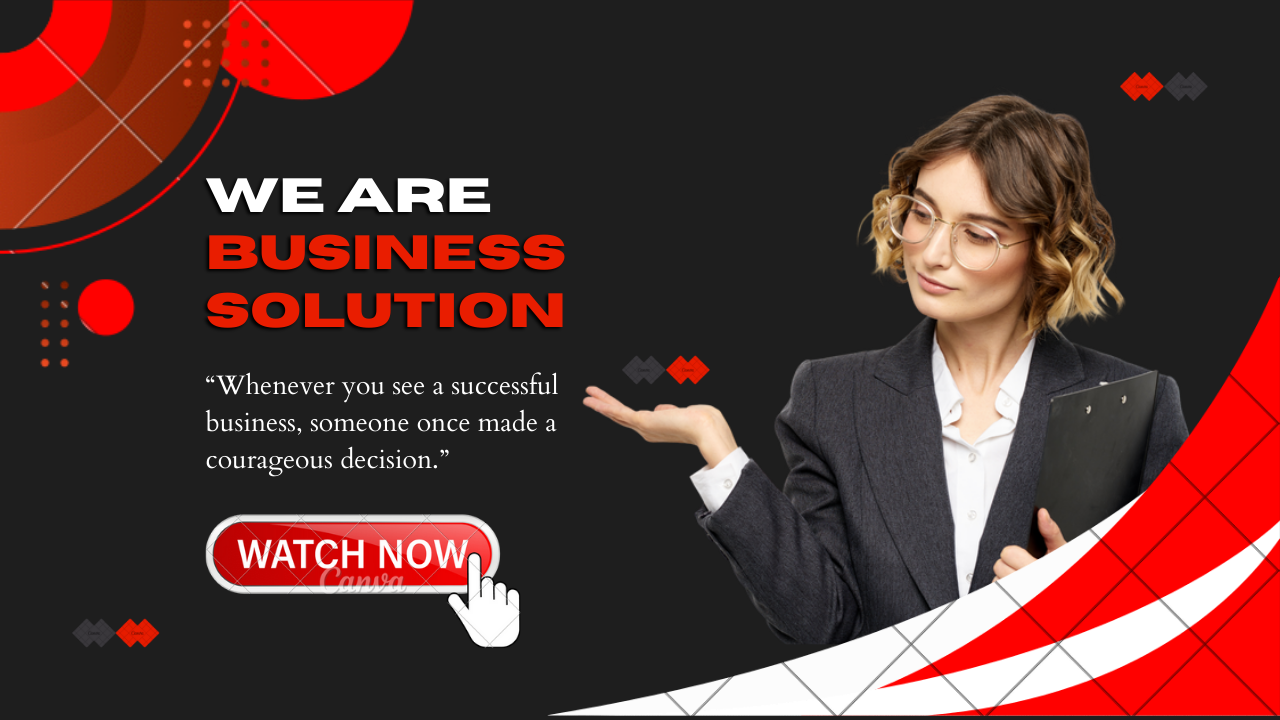 WE ARE
BUSINESS
SOLUTION
“Whenever you see a successful
business, someone once made a
courageous decision.”
WATCH NOW
Canva